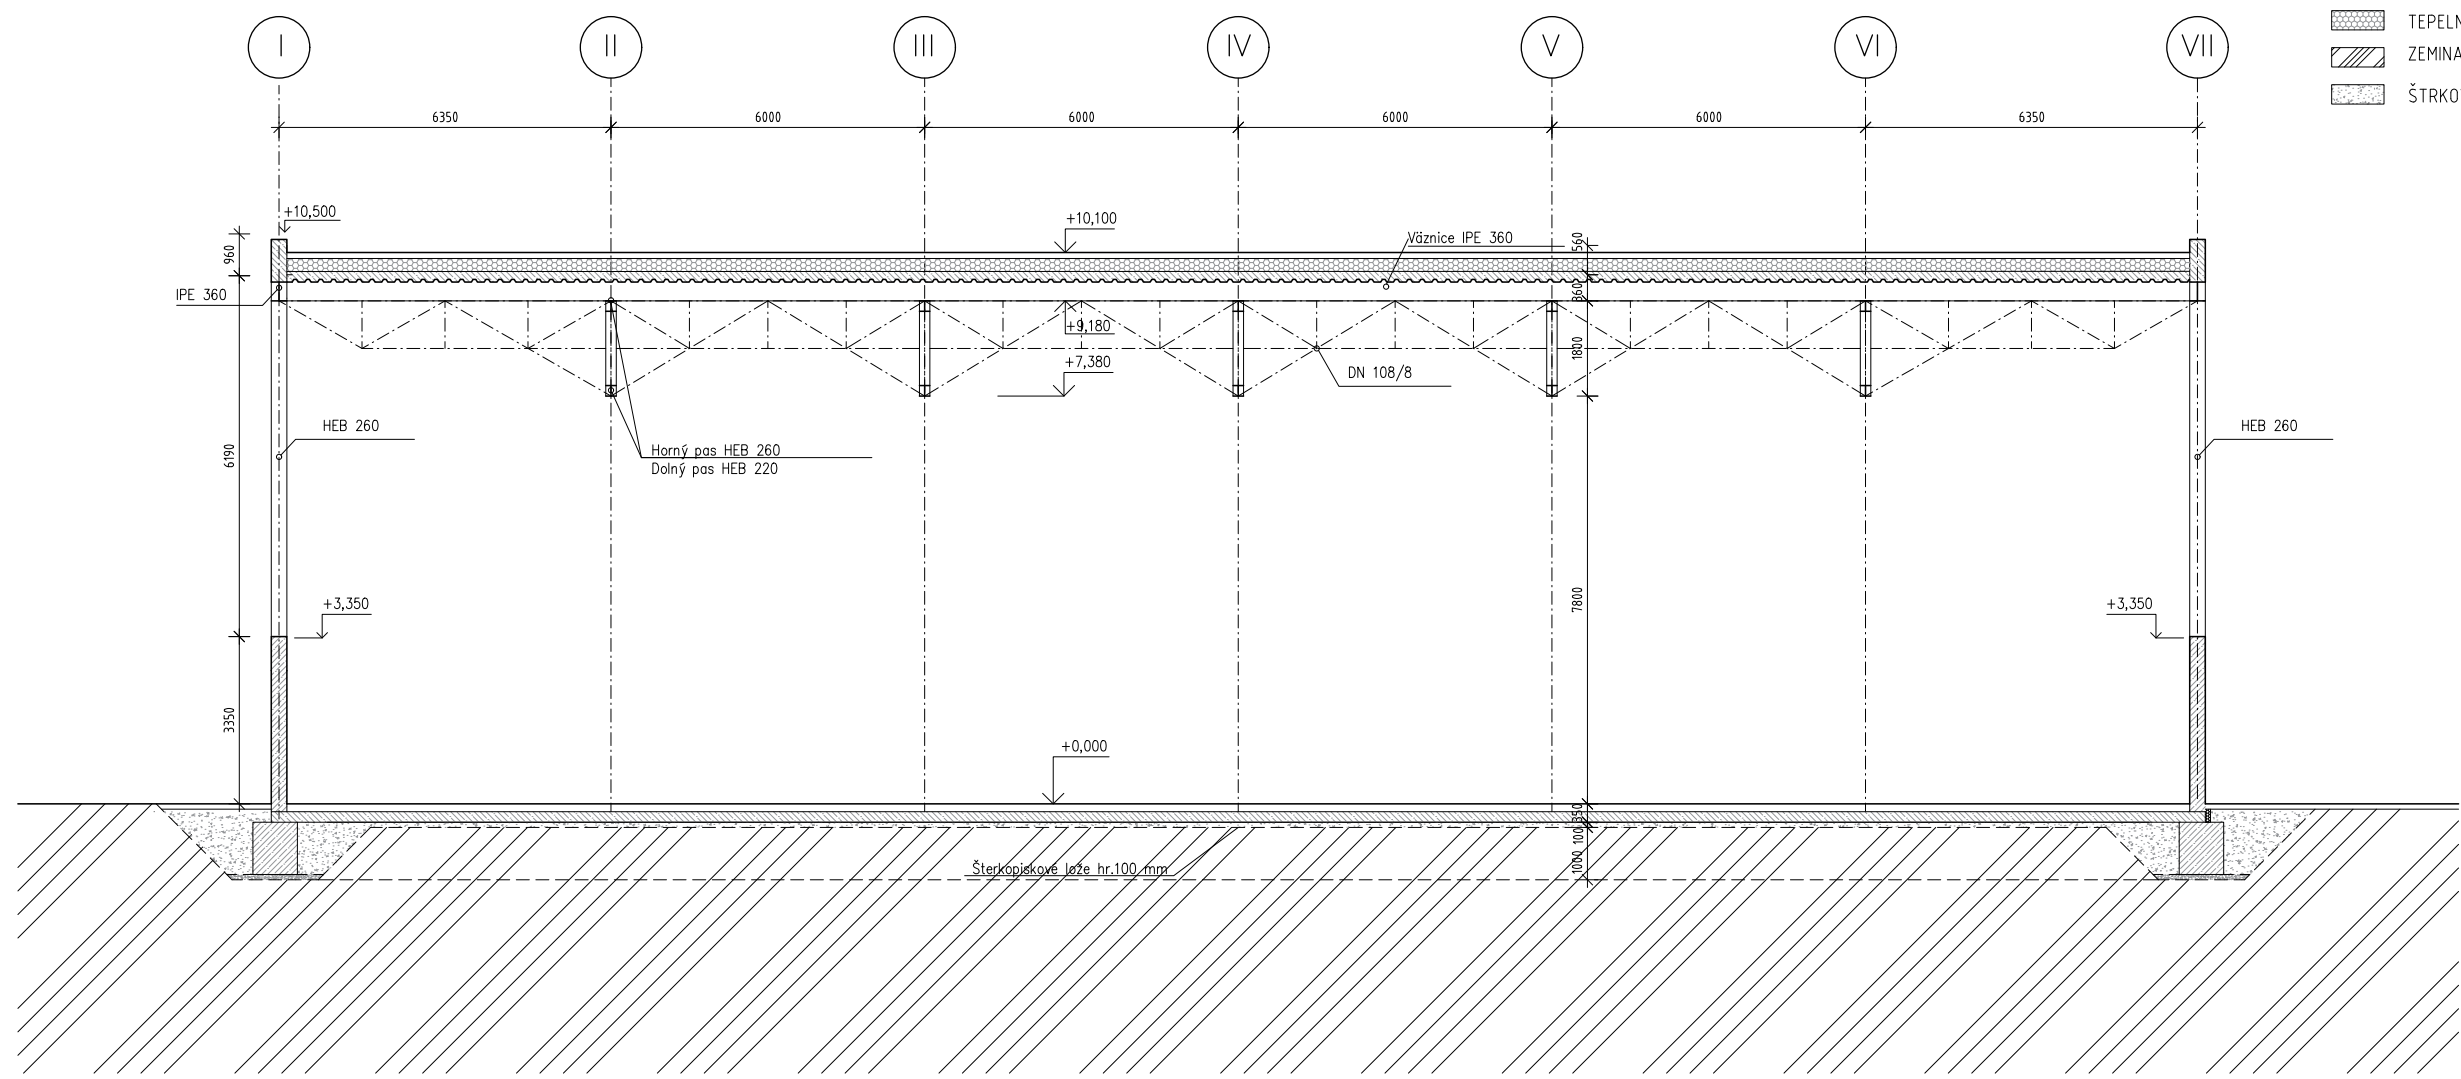 I II III IV V VI VII
TEPELN
ZEMINA
ŠTRKO
6350 6000 6000 6000 6000 6350
+10,500
+10,100
Väznice IPE 360
960
560
IPE 360
360
+9,180
1800
+7,380
DN 108/8
HEB 260
HEB 260
6190
Horný pas HEB 260
Dolný pas HEB 220
7800
+3,350
+3,350
3350
+0,000
350
100
1000
Šterkopiskové lože hr.100 mm